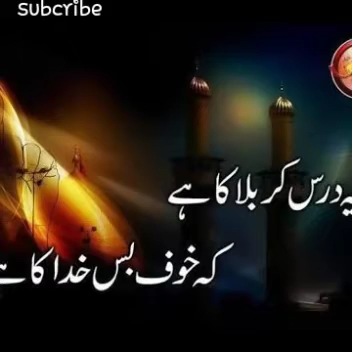 subcribe
یہ درس کربلا کا ہے
کہ خوف بس خدا کا ہے